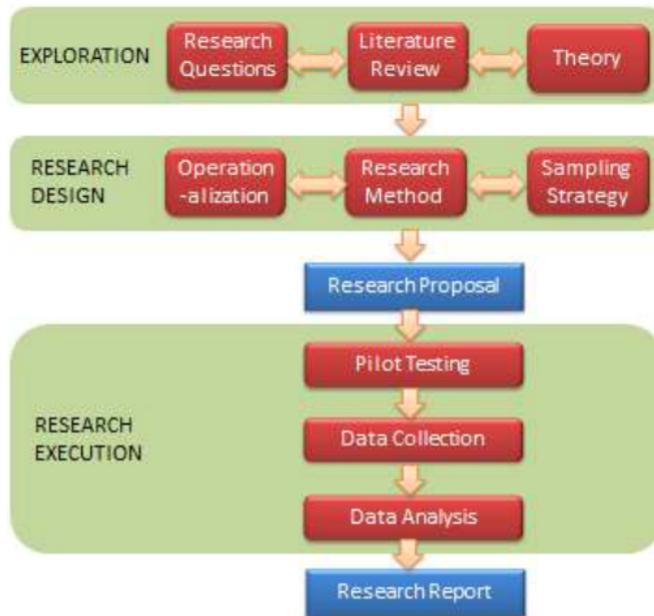 EXPLORATION
Research
Questions
Literature
Review
Theory
RESEARCH
DESIGN
Operation
-alization
Research
Method
Sampling
Strategy
Research Proposal
RESEARCH
EXECUTION
Pilot Testing
Data Collection
Data Analysis
Research Report